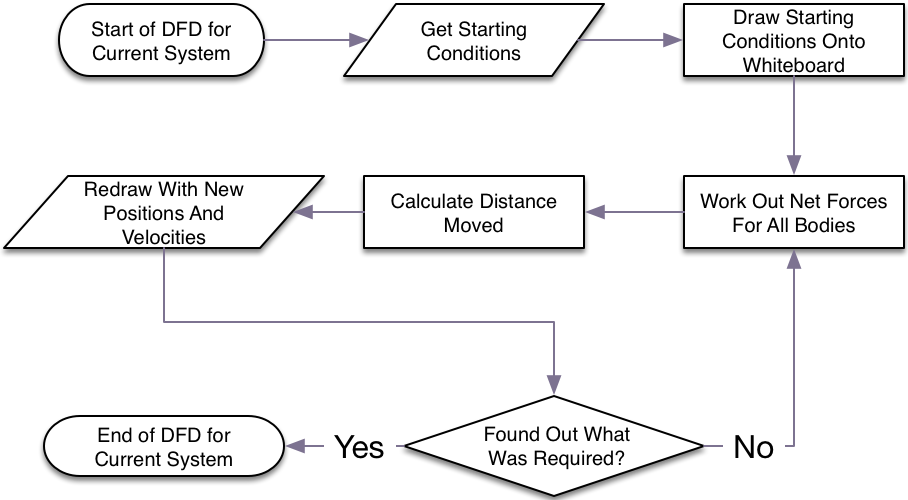 Start of DFD for
Current System
Get Starting
Conditions
Draw Starting
Conditions Onto
Whiteboard
Work Out Net Forces
For All Bodies
Calculate Distance
Moved
Redraw With New
Positions And
Velocities
Found Out What
Was Required?
No
Yes
End of DFD for
Current System